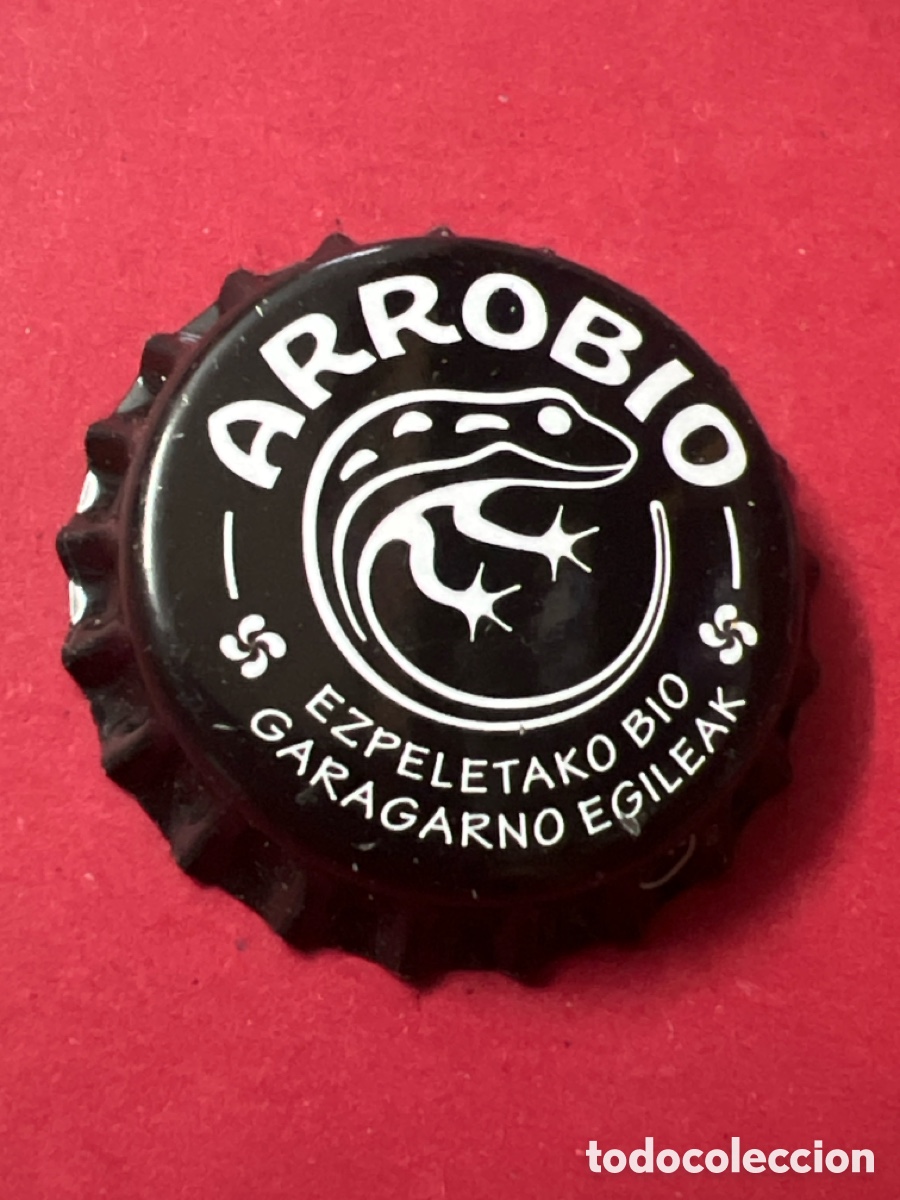 ARROBIO
EZPELETAKO BIO
GARAGARNO EGILEAK
todocoleccion